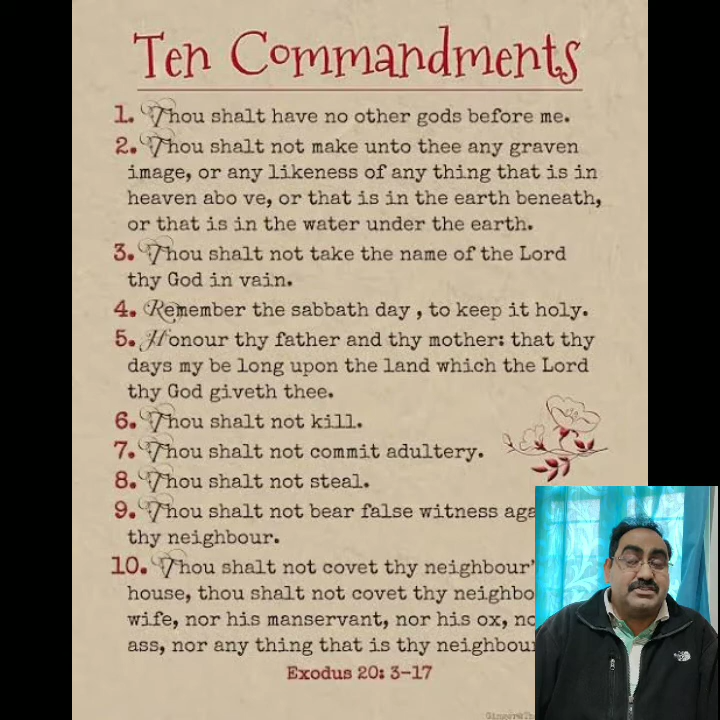 Ten Commandments
1. Thou shalt have no other gods before me.
2. Thou shalt not make unto thee any graven
image, or any likeness of any thing that is in
heaven abo ve, or that is in the earth beneath,
or that is in the water under the earth.
3. Thou shalt not take the name of the Lord
thy God in vain.
4. Remember the sabbath day , to keep it holy.
5. Honour thy father and thy mother: that thy
days my be long upon the land which the Lord
thy God giveth thee.
6. Thou shalt not kill.
7. Thou shalt not commit adultery.
8. Thou shalt not steal.
9. Thou shalt not bear false witness aga
thy neighbour.
10. Thou shalt not covet thy neighbour'
house, thou shalt not covet thy neighbo
wife, nor his manservant, nor his ox, no
ass, nor any thing that is thy neighbour
Exodus 20: 3-17